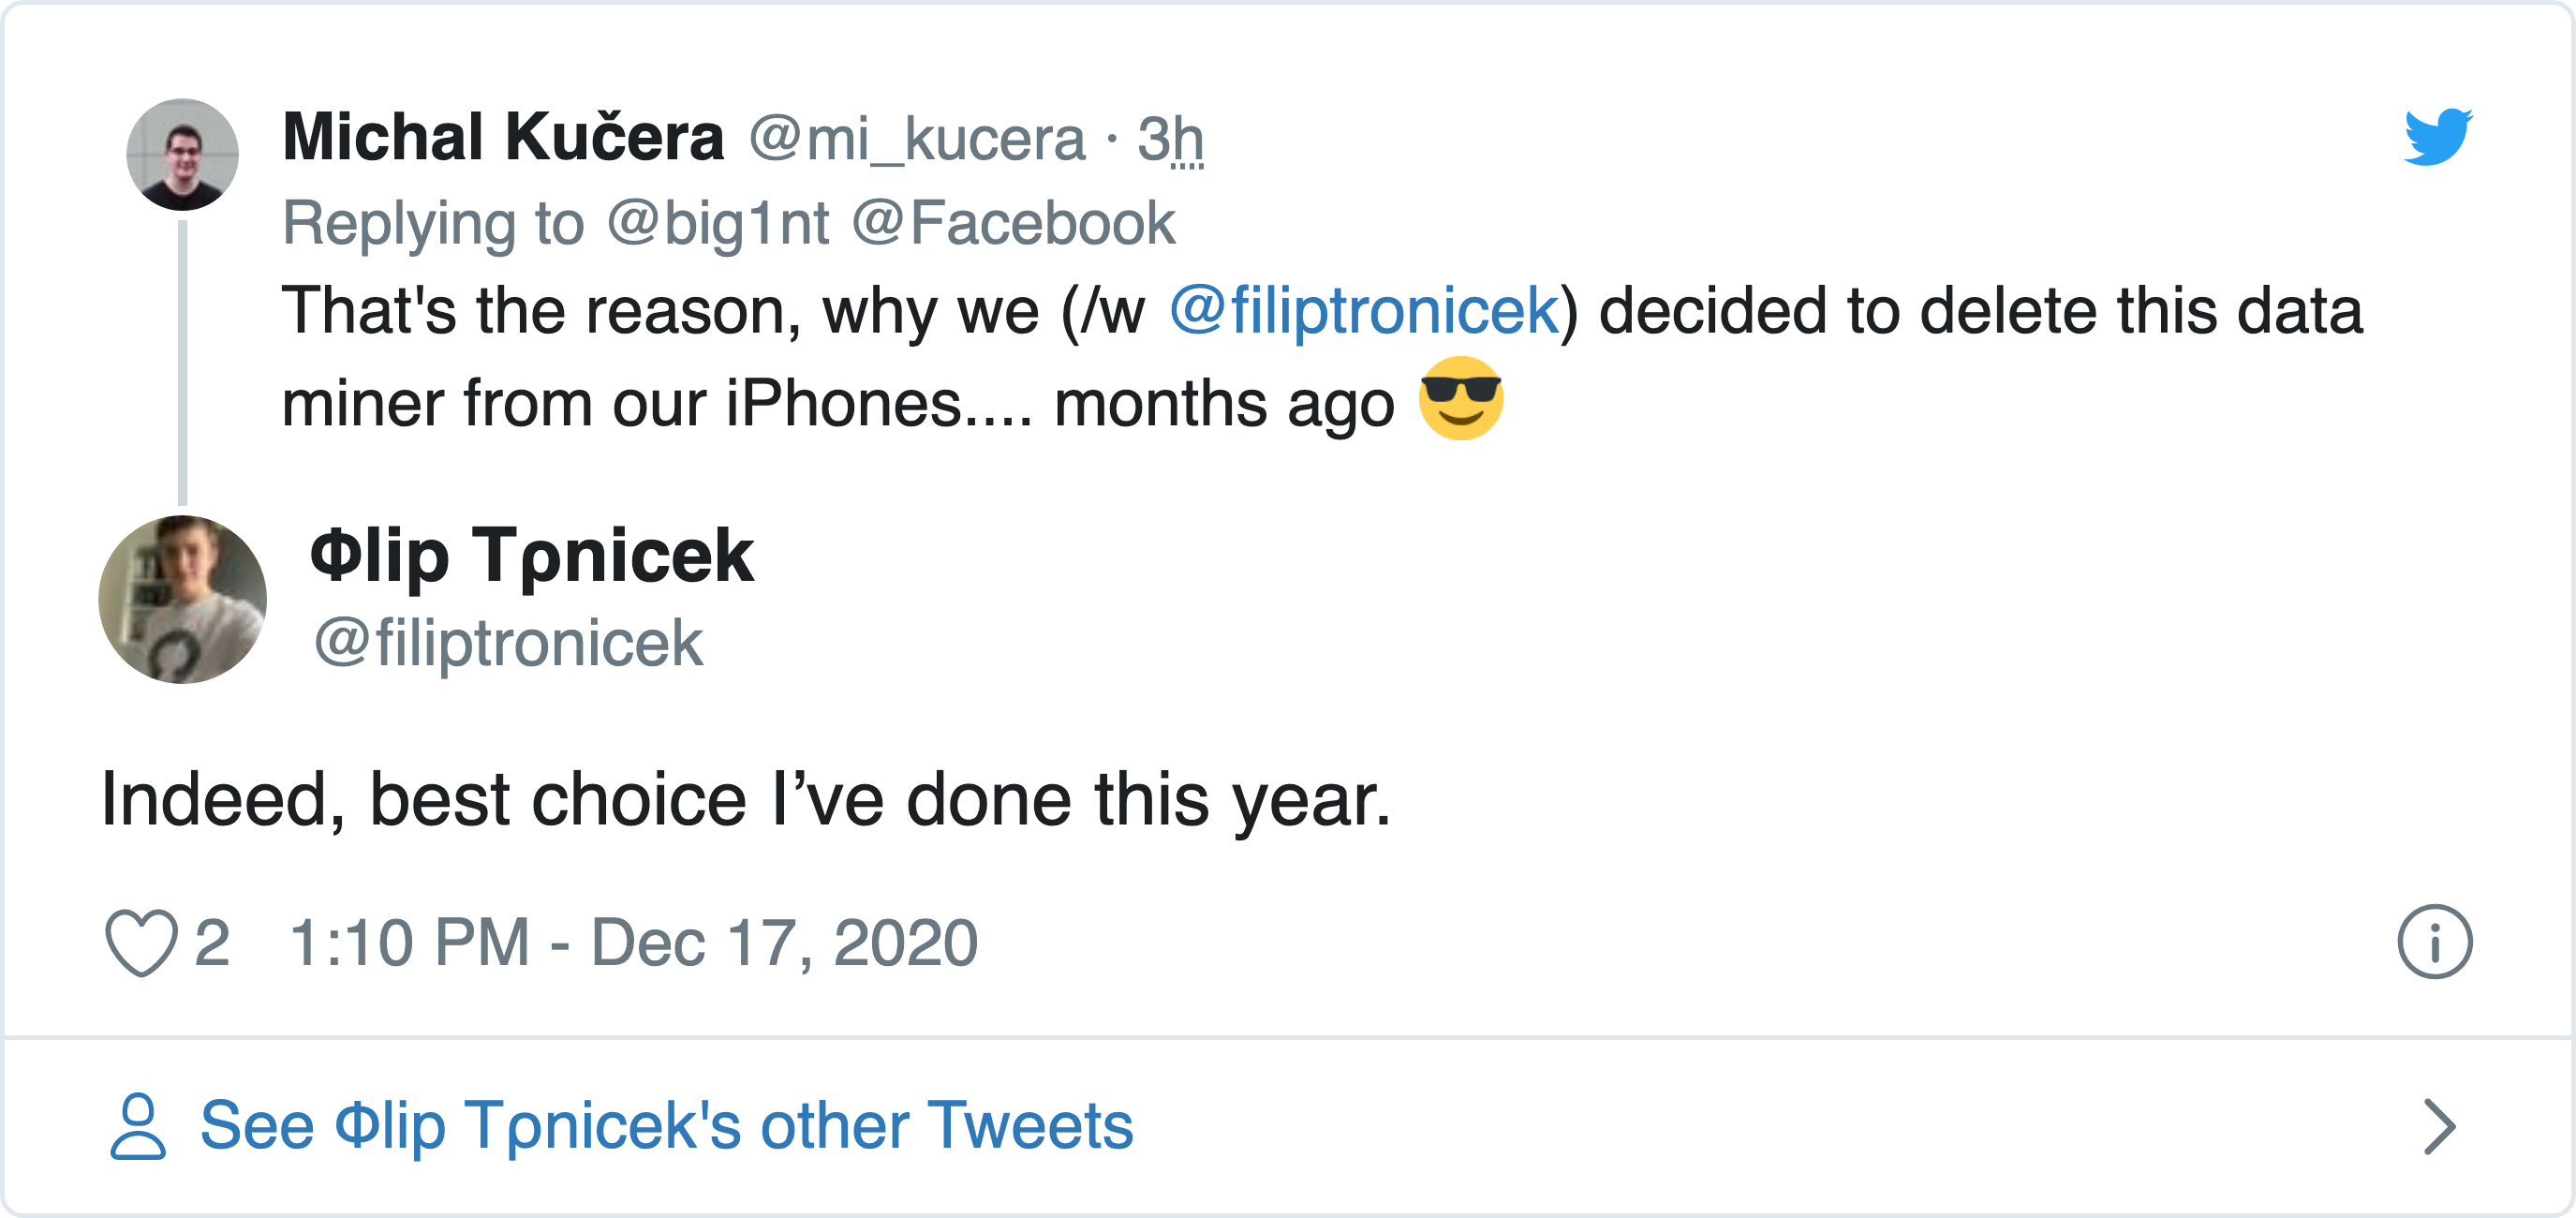 Michal Kučera @mi_kucera · 3h
Replying to @big1nt @Facebook
That's the reason, why we (/w @filiptronicek) decided to delete this data
miner from our iPhones.... months ago 😎
Φlip Tρnicek
@filiptronicek
Indeed, best choice I’ve done this year.
2 1:10 PM - Dec 17, 2020
See Φlip Tρnicek's other Tweets